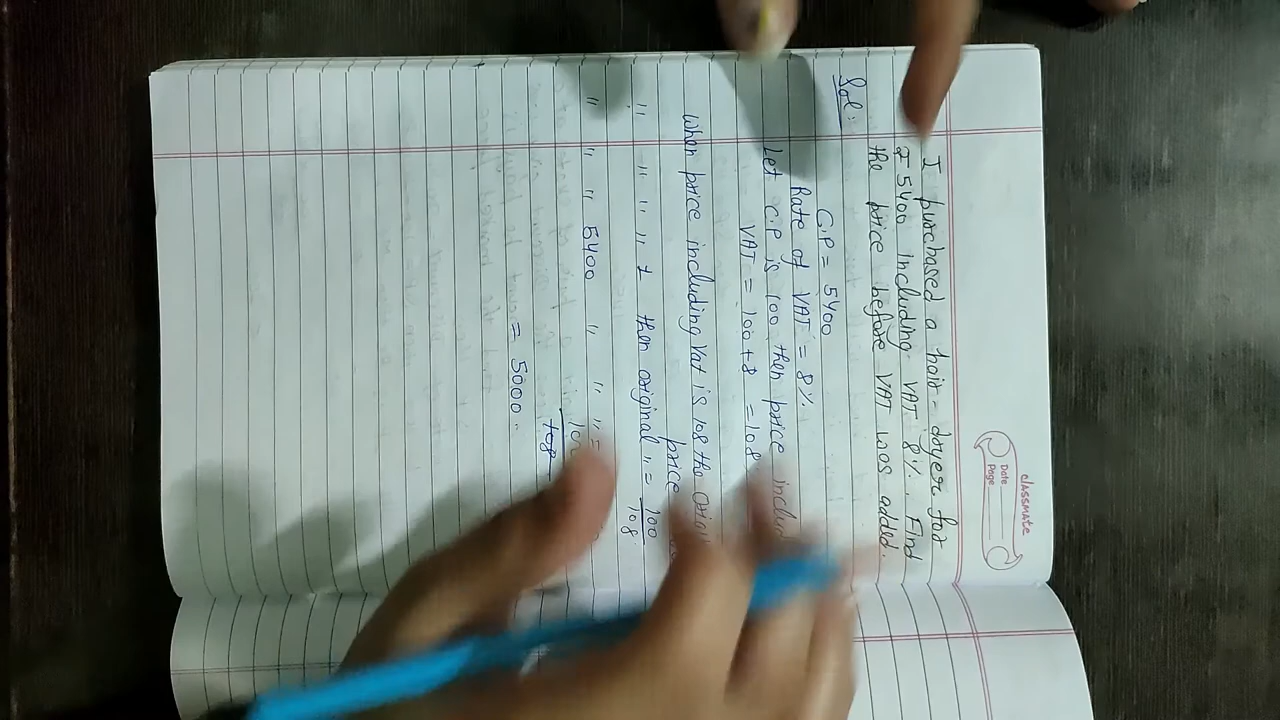 classmate
Date
Page
I purchased a hair-dryer for
₹ 5400 including VAT 8%. Find
the price before VAT was added.
Sol:
C.P = 5400
Rate of VAT = 8%.
Let C.P is 100 then price
VAT = 100+8 = 108
When price including vat is 108 the
price
" " " " 1 then original " = 100/108
" " " 5400 " " " =
108
= 5000.